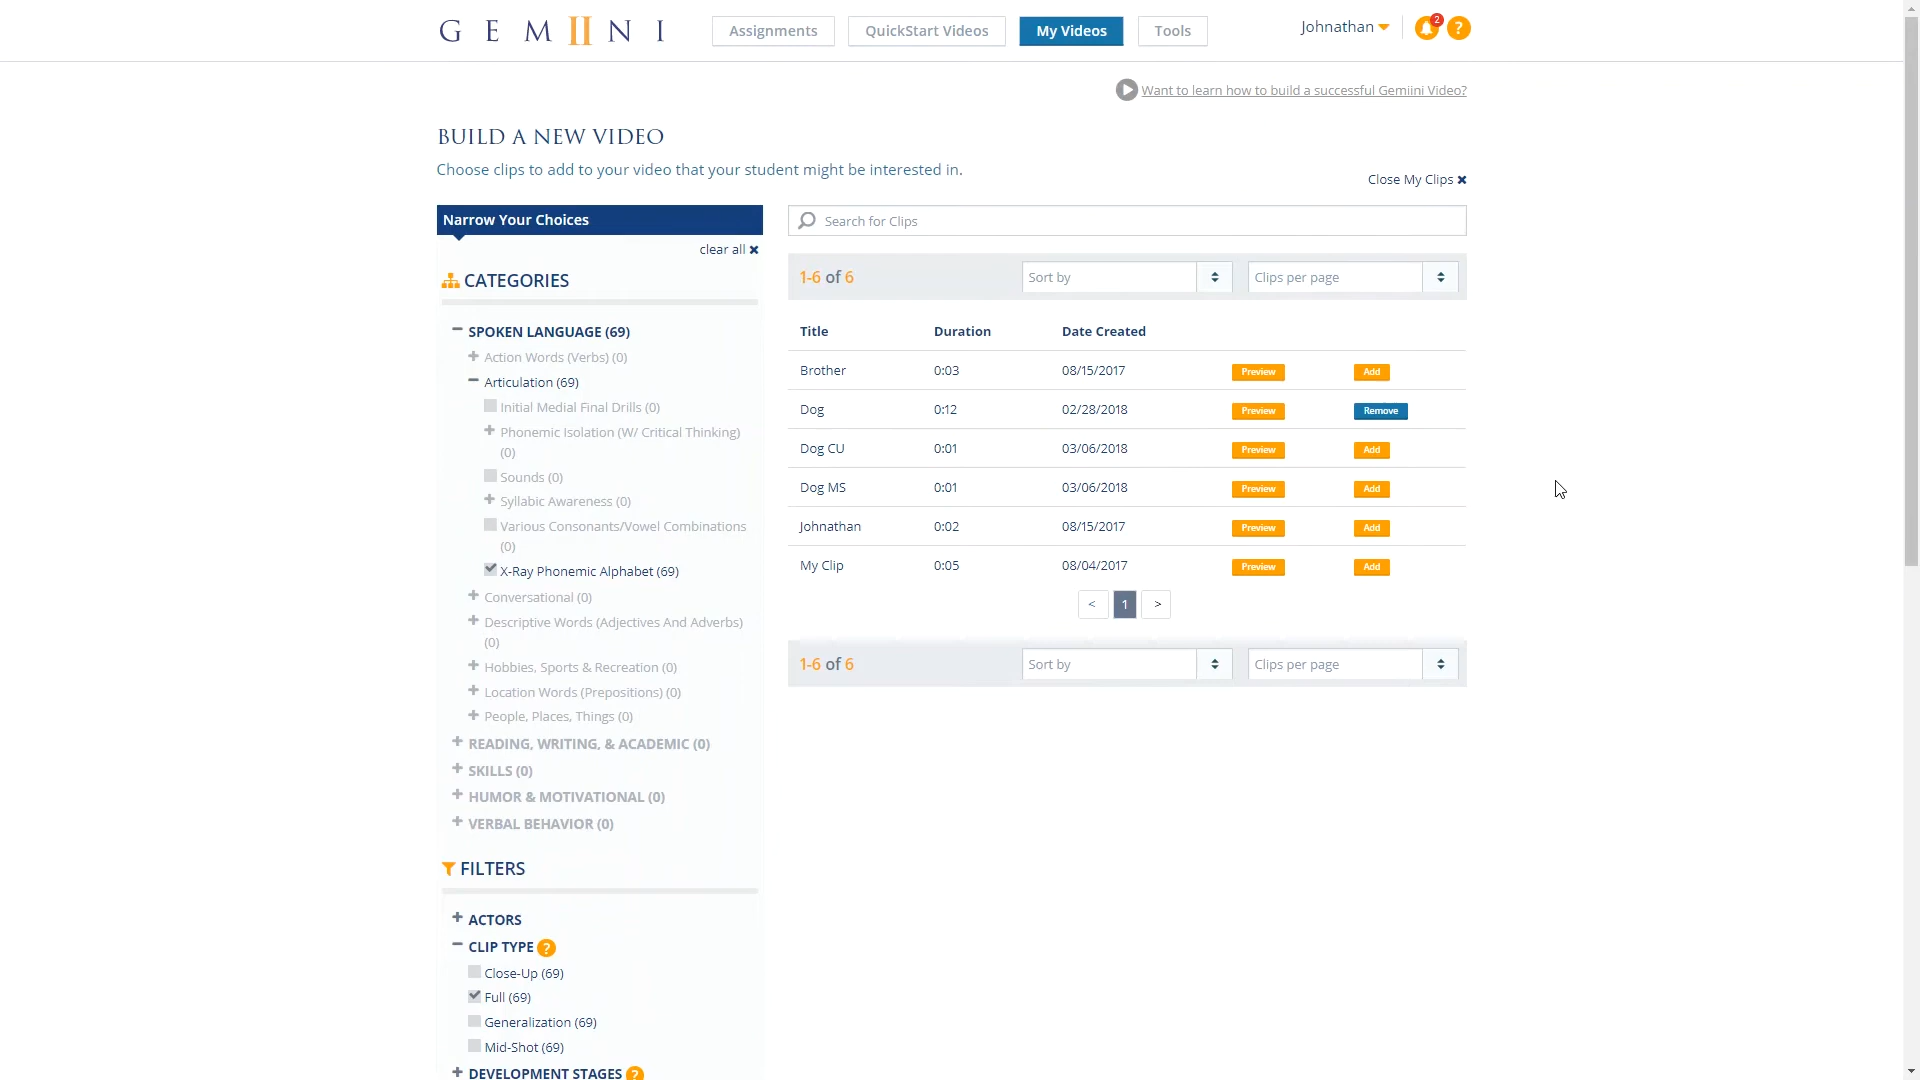 GEMIINI
Assignments
QuickStart Videos
My Videos
Tools
Johnathan
2
?
Want to learn how to build a successful Gemiini Video?
BUILD A NEW VIDEO
Choose clips to add to your video that your student might be interested in.
Close My Clips
Narrow Your Choices
clear all
CATEGORIES
SPOKEN LANGUAGE (69)
Action Words (Verbs) (0)
Articulation (69)
Initial Medial Final Drills (0)
Phonemic Isolation (W/ Critical Thinking)
(0)
Sounds (0)
Syllabic Awareness (0)
Various Consonants/Vowel Combinations
(0)
X-Ray Phonemic Alphabet (69)
Conversational (0)
Descriptive Words (Adjectives And Adverbs)
(0)
Hobbies, Sports & Recreation (0)
Location Words (Prepositions) (0)
People, Places, Things (0)
READING, WRITING, & ACADEMIC (0)
SKILLS (0)
HUMOR & MOTIVATIONAL (0)
VERBAL BEHAVIOR (0)
FILTERS
ACTORS
CLIP TYPE ?
Close-Up (69)
Full (69)
Generalization (69)
Mid-Shot (69)
DEVELOPMENT STAGES ?
Search for Clips
1-6 of 6 Sort by Clips per page
Title Duration Date Created
Brother 0:03 08/15/2017 Preview Add
Dog 0:12 02/28/2018 Preview Remove
Dog CU 0:01 03/06/2018 Preview Add
Dog MS 0:01 03/06/2018 Preview Add
Johnathan 0:02 08/15/2017 Preview Add
My Clip 0:05 08/04/2017 Preview Add
< 1 >
1-6 of 6 Sort by Clips per page